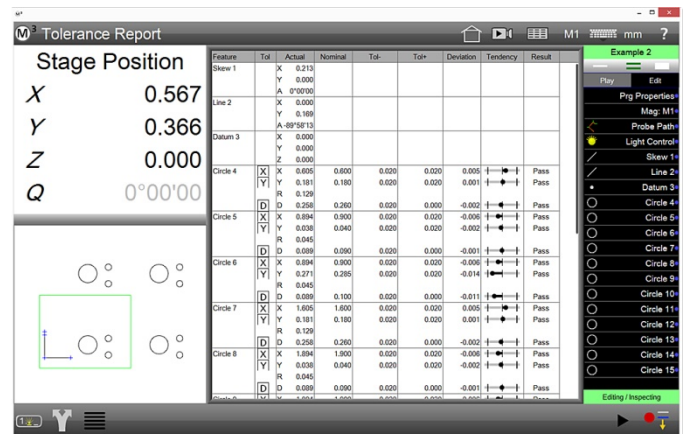 M³ Tolerance Report M1 mm ?
Stage Position
X 0.567
Y 0.366
Z 0.000
Q 0°00'00
Feature Tol Actual Nominal Tol- Tol+ Deviation Tendency Result
Skew 1 X 0.213
Y 0.000
A 0°00'00
Line 2 X 0.000
Y 0.169
A -89°58'13
Datum 3 X 0.000
Y 0.000
Z 0.000
Circle 4 X X 0.605 0.600 0.020 0.020 0.005 Pass
Y Y 0.181 0.180 0.020 0.020 0.001 Pass
R 0.129
D D 0.258 0.260 0.020 0.000 -0.002 Pass
Circle 5 X X 0.894 0.900 0.020 0.020 -0.006 Pass
Y Y 0.038 0.040 0.020 0.020 -0.002 Pass
R 0.045
D D 0.089 0.090 0.020 0.000 -0.001 Pass
Circle 6 X X 0.894 0.900 0.020 0.020 -0.006 Pass
Y Y 0.271 0.285 0.020 0.020 -0.014 Pass
R 0.045
D D 0.089 0.100 0.020 0.000 -0.011 Pass
Circle 7 X X 1.605 1.600 0.020 0.020 0.005 Pass
Y Y 0.181 0.180 0.020 0.020 0.001 Pass
R 0.129
D D 0.258 0.260 0.020 0.000 -0.002 Pass
Circle 8 X X 1.894 1.900 0.020 0.020 -0.006 Pass
Y Y 0.038 0.040 0.020 0.020 -0.002 Pass
R 0.045
D D 0.089 0.090 0.020 0.000 -0.001 Pass
Example 2
Play Edit
Prg Properties
Mag: M1
Probe Path
Light Control
Skew 1
Line 2
Datum 3
Circle 4
Circle 5
Circle 6
Circle 7
Circle 8
Circle 9
Circle 10
Circle 11
Circle 12
Circle 13
Circle 14
Circle 15
Editing / Inspecting